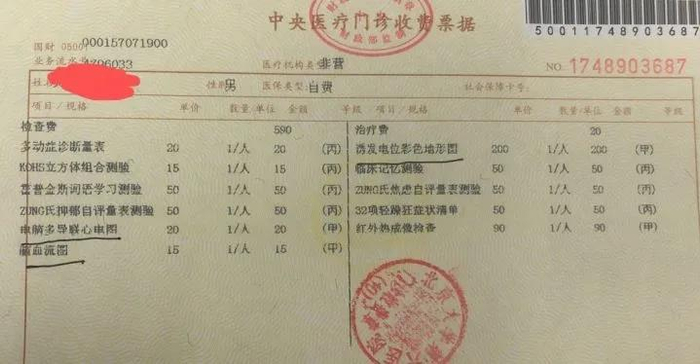 中央医疗门诊收费票据
500111748903687
国财 0500 000157071900
业务流水号 4396033 医疗机构类型 非营 NO 1748903687
姓名 性别 男 医保类型 自费 社会保障卡号:
项目/规格 单价 数量/单位 金额 等级 项目/规格 单价 数量/单位 金额 等级
检查费 590 治疗费 20
多动症诊断量表 20 1/人 20 (丙) 诱发电位彩色地形图 200 1/人 200 (甲)
KOHS立方体组合测验 15 1/人 15 (丙) 临床记忆测验 50 1/人 50 (丙)
雷普金斯词语学习测验 50 1/人 50 (丙) ZUNG氏焦虑自评量表测验 50 1/人 50 (丙)
ZUNG氏抑郁自评量表测验 50 1/人 50 (丙) 32项轻躁狂症状清单 50 1/人 50 (丙)
电脑多导联心电图 20 1/人 20 (甲) 红外热成像检查 90 1/人 90 (丙)
脑血流图 15 1/人 15 (甲)